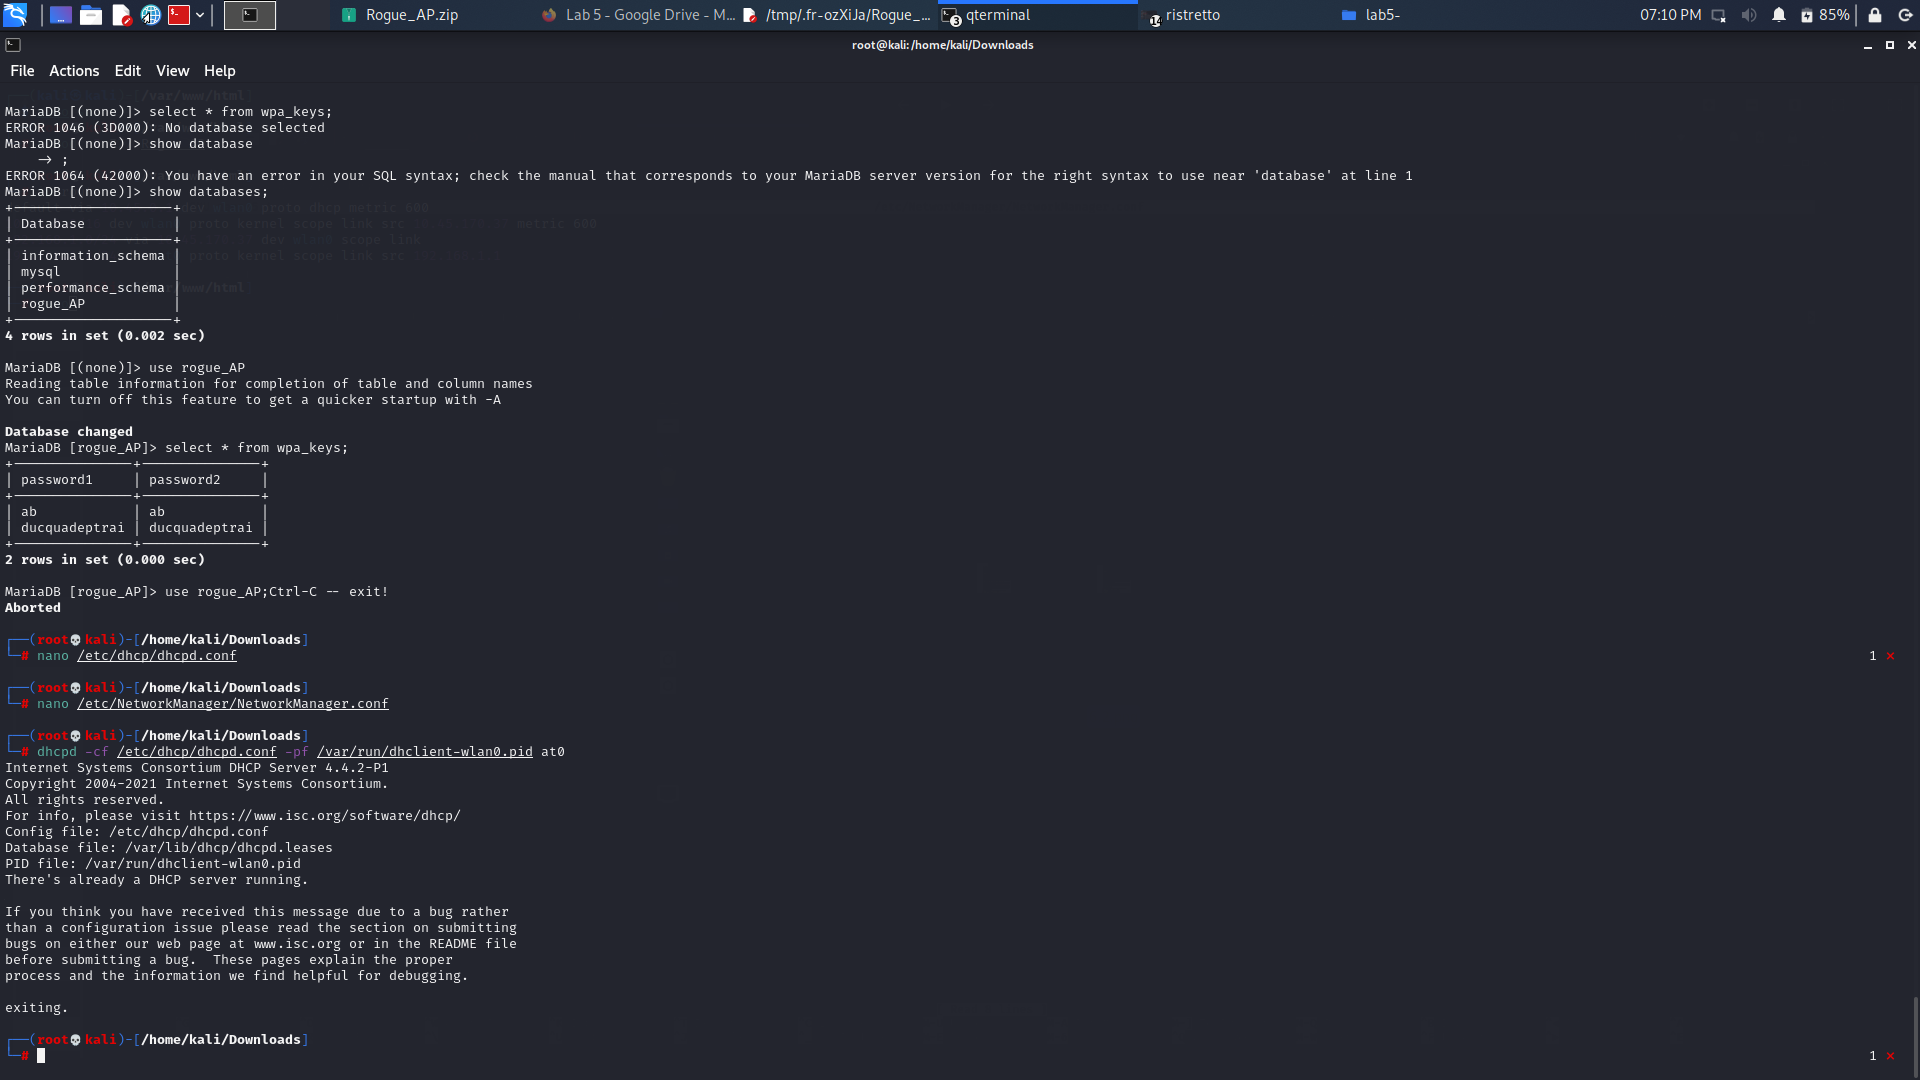 Rogue_AP.zip
Lab 5 - Google Drive - M...
/tmp/.fr-ozXiJa/Rogue_...
3
qterminal
14
ristretto
lab5-
07:10 PM
85%
root@kali:/home/kali/Downloads
File Actions Edit View Help
MariaDB [(none)]> select * from wpa_keys;
ERROR 1046 (3D000): No database selected
MariaDB [(none)]> show database
    → ;
ERROR 1064 (42000): You have an error in your SQL syntax; check the manual that corresponds to your MariaDB server version for the right syntax to use near 'database' at line 1
MariaDB [(none)]> show databases;
| Database |
| information_schema |
| mysql |
| performance_schema |
| rogue_AP |
4 rows in set (0.002 sec)
MariaDB [(none)]> use rogue_AP
Reading table information for completion of table and column names
You can turn off this feature to get a quicker startup with -A
Database changed
MariaDB [rogue_AP]> select * from wpa_keys;
| password1 | password2 |
| ab | ab |
| ducquadeptrai | ducquadeptrai |
2 rows in set (0.000 sec)
MariaDB [rogue_AP]> use rogue_AP;Ctrl-C -- exit!
Aborted
┌──(root💀kali)-[/home/kali/Downloads]
└─# nano /etc/dhcp/dhcpd.conf 1 ⨯
┌──(root💀kali)-[/home/kali/Downloads]
└─# nano /etc/NetworkManager/NetworkManager.conf
┌──(root💀kali)-[/home/kali/Downloads]
└─# dhcpd -cf /etc/dhcp/dhcpd.conf -pf /var/run/dhclient-wlan0.pid at0
Internet Systems Consortium DHCP Server 4.4.2-P1
Copyright 2004-2021 Internet Systems Consortium.
All rights reserved.
For info, please visit https://www.isc.org/software/dhcp/
Config file: /etc/dhcp/dhcpd.conf
Database file: /var/lib/dhcp/dhcpd.leases
PID file: /var/run/dhclient-wlan0.pid
There's already a DHCP server running.
If you think you have received this message due to a bug rather
than a configuration issue please read the section on submitting
bugs on either our web page at www.isc.org or in the README file
before submitting a bug.  These pages explain the proper
process and the information we find helpful for debugging.
exiting.
┌──(root💀kali)-[/home/kali/Downloads]
└─# 1 ⨯